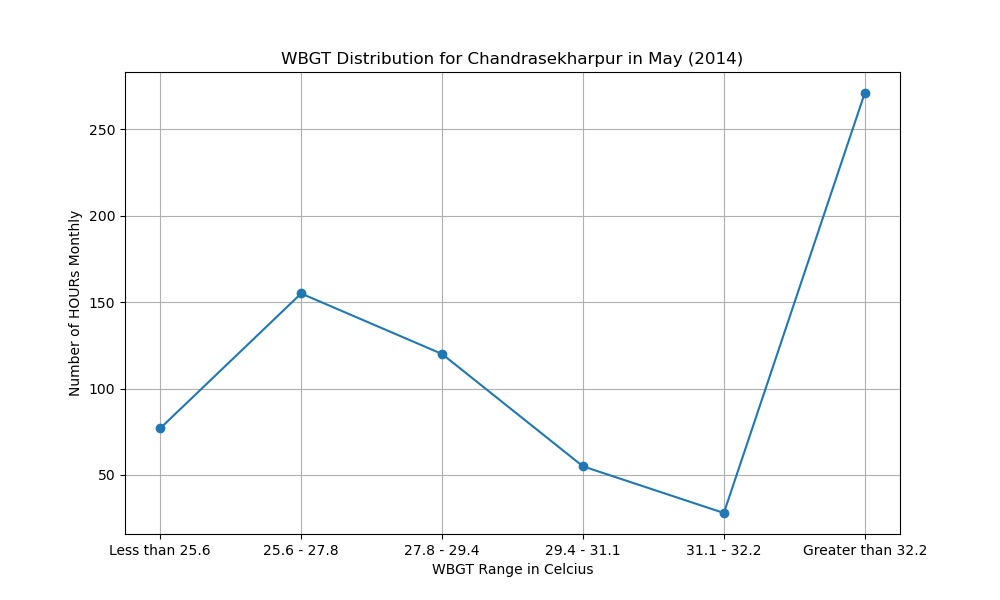 WBGT Distribution for Chandrasekharpur in May (2014)
Number of HOURs Monthly
250
200
150
100
50
Less than 25.6
25.6 - 27.8
27.8 - 29.4
29.4 - 31.1
31.1 - 32.2
Greater than 32.2
WBGT Range in Celcius